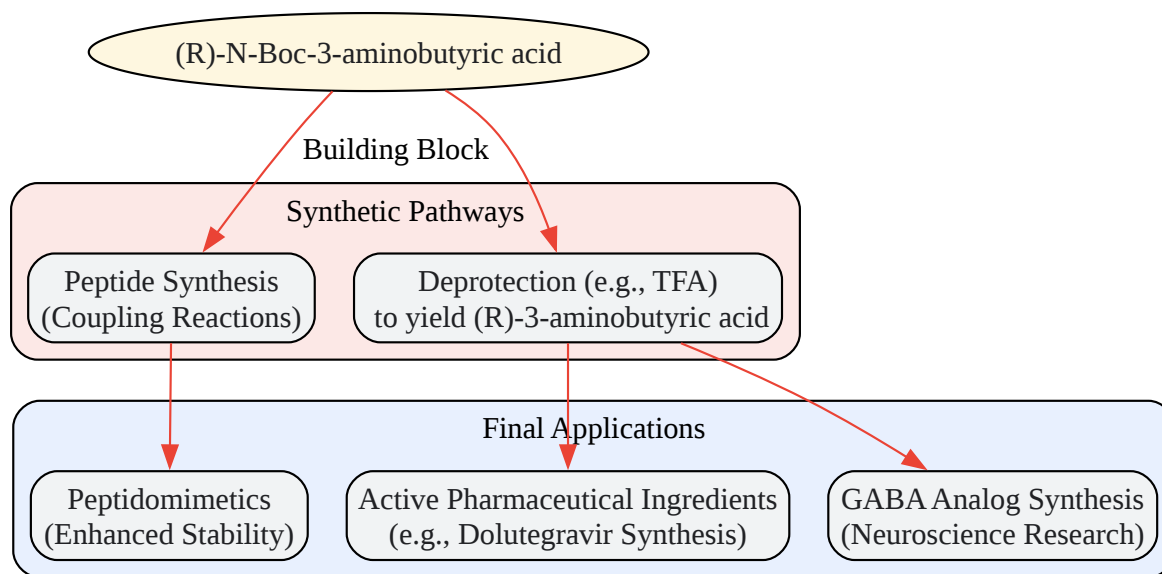 (R)-N-Boc-3-aminobutyric acid
Building Block
Synthetic Pathways
Peptide Synthesis
(Coupling Reactions)
Deprotection (e.g., TFA)
to yield (R)-3-aminobutyric acid
Final Applications
Peptidomimetics
(Enhanced Stability)
Active Pharmaceutical Ingredients
(e.g., Dolutegravir Synthesis)
GABA Analog Synthesis
(Neuroscience Research)